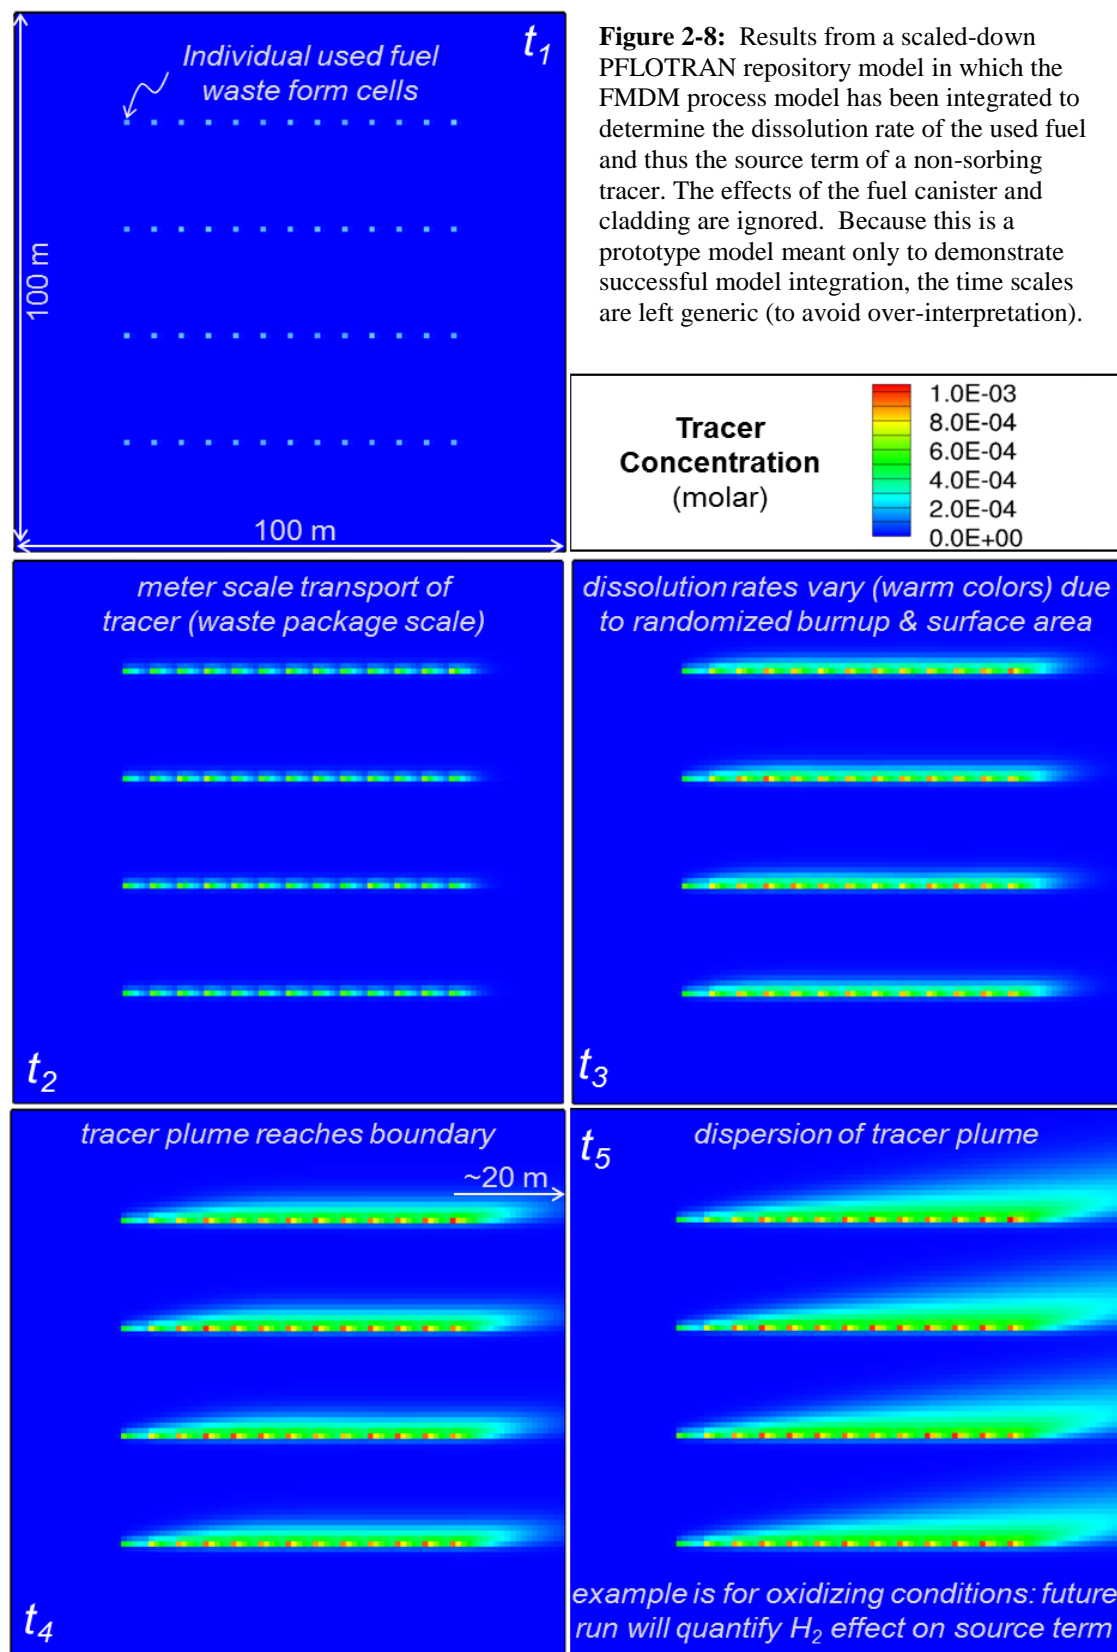 t1
Individual used fuel
waste form cells
100 m
100 m
Figure 2-8: Results from a scaled-down
PFLOTRAN repository model in which the
FMDM process model has been integrated to
determine the dissolution rate of the used fuel
and thus the source term of a non-sorbing
tracer. The effects of the fuel canister and
cladding are ignored. Because this is a
prototype model meant only to demonstrate
successful model integration, the time scales
are left generic (to avoid over-interpretation).
Tracer
Concentration
(molar)
1.0E-03
8.0E-04
6.0E-04
4.0E-04
2.0E-04
0.0E+00
meter scale transport of
tracer (waste package scale)
t2
dissolution rates vary (warm colors) due
to randomized burnup & surface area
t3
tracer plume reaches boundary
~20 m
t4
t5
dispersion of tracer plume
example is for oxidizing conditions: future
run will quantify H2 effect on source term